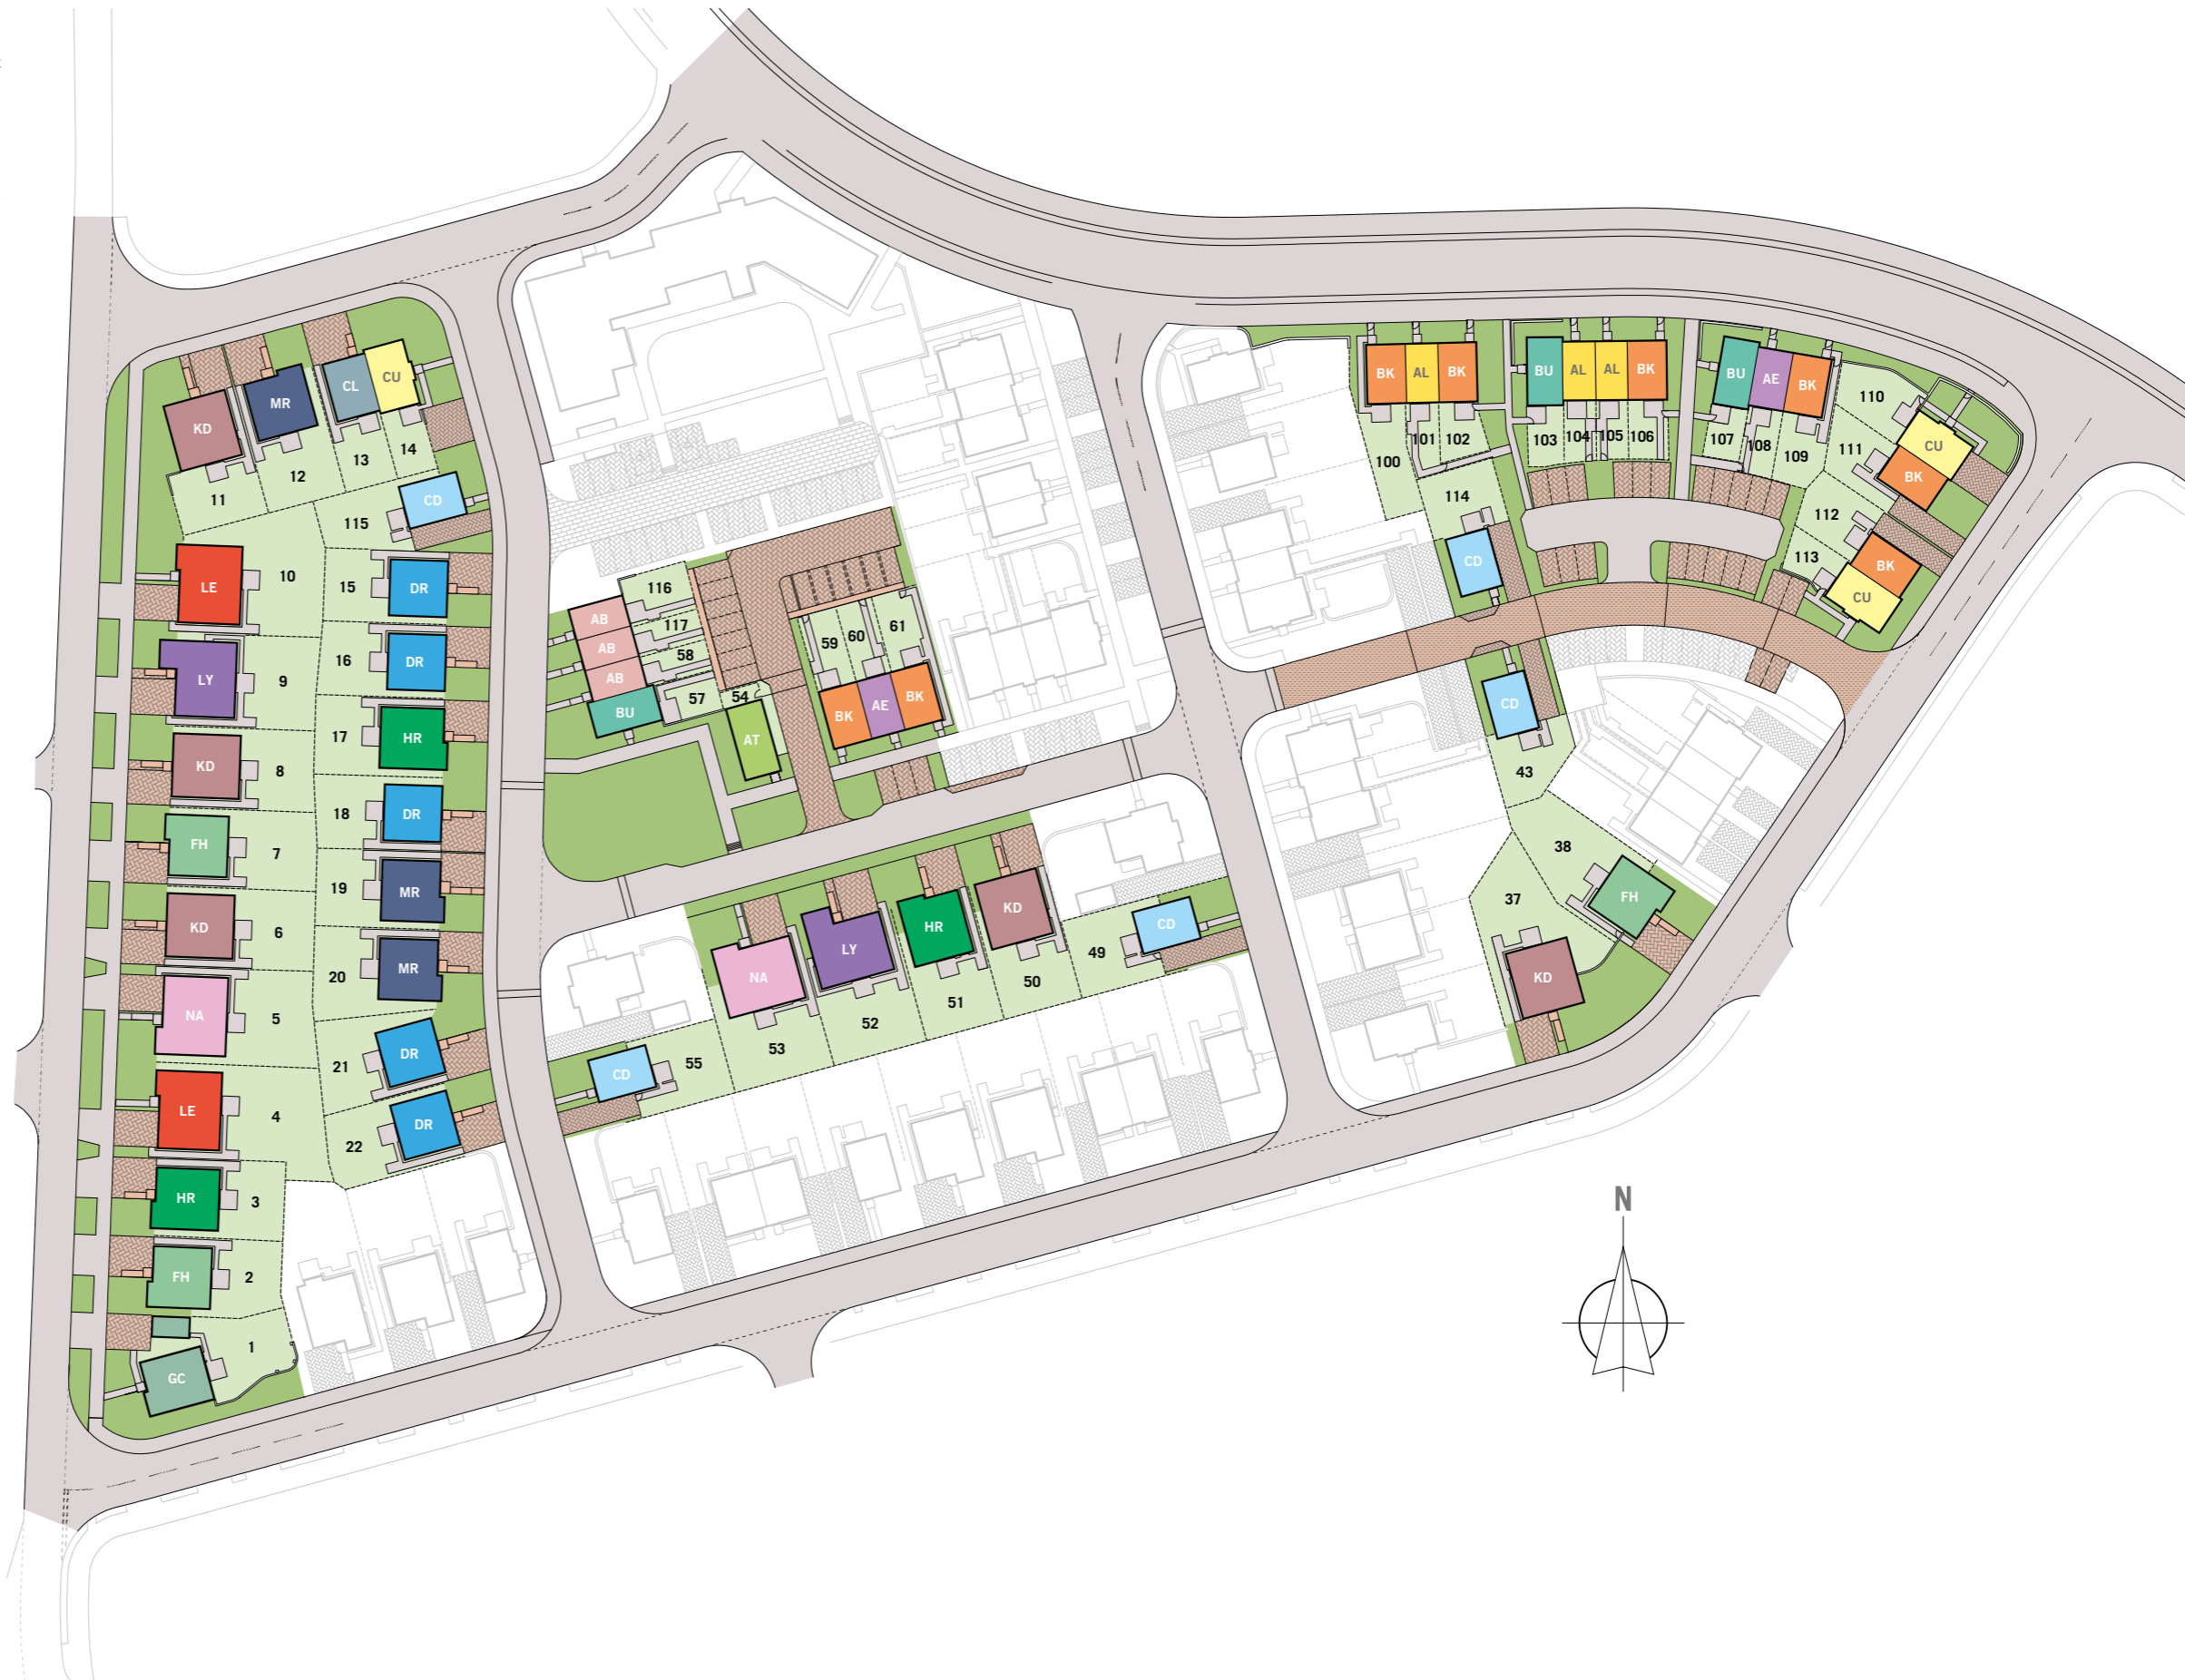 KD
MR
CL
CU
11
12
13
14
CD
115
LE
10
15
DR
LY
9
16
DR
KD
8
17
HR
FH
7
18
DR
KD
6
19
MR
NA
5
20
MR
LE
4
21
DR
HR
3
22
DR
FH
2
GC
1
AB
AB
AB
BU
116
117
58
57
54
AT
59
60
61
BK
AE
BK
NA
LY
HR
KD
CD
53
52
51
50
49
CD
55
BK
AL
BK
100
101
102
BU
AL
AL
BK
103
104
105
106
BU
AE
BK
107
108
109
110
CU
111
BK
112
BK
113
CU
114
CD
CD
43
38
FH
37
KD
N